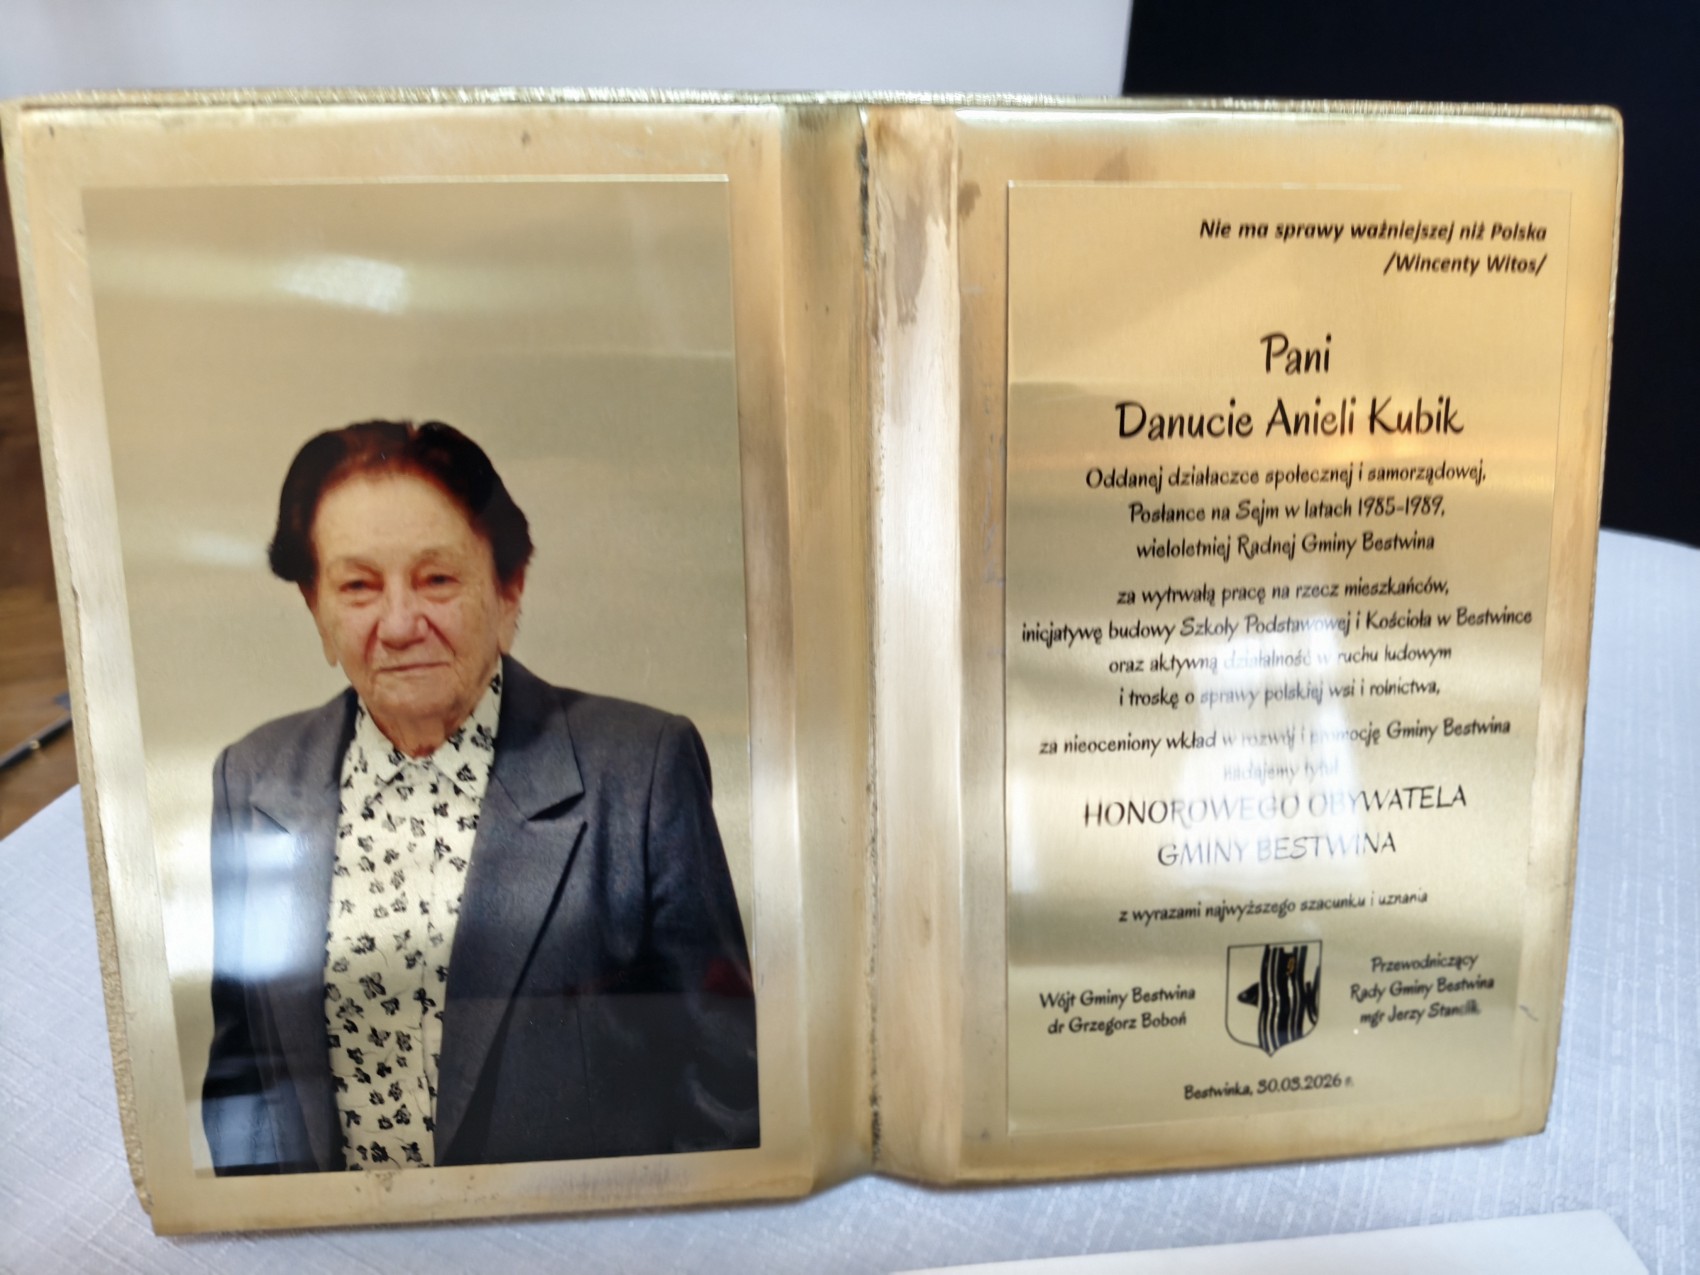 Nie ma sprawy ważniejszej niż Polska
/Wincenty Witos/
Pani
Danucie Anieli Kubik
Oddanej działaczce społecznej i samorządowej,
Posłance na Sejm w latach 1985-1989,
wieloletniej Radnej Gminy Bestwina
za wytrwałą pracę na rzecz mieszkańców,
inicjatywę budowy Szkoły Podstawowej i Kościoła w Bestwince
oraz aktywną działalność w ruchu ludowym
i troskę o sprawy polskiej wsi i rolnictwa,
za nieoceniony wkład w rozwój i promocję Gminy Bestwina
nadajemy tytuł
HONOROWEGO OBYWATELA
GMINY BESTWINA
z wyrazami najwyższego szacunku i uznania
Wójt Gminy Bestwina
dr Grzegorz Boboń
Przewodniczący
Rady Gminy Bestwina
mgr Jerzy Stanclik
Bestwinka, 30.03.2026 r.